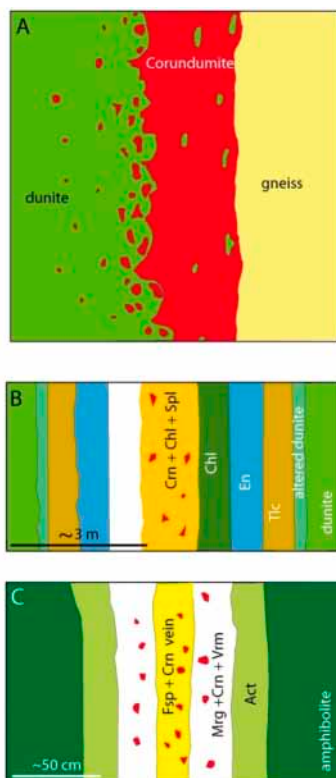 A
Corundumite
dunite
gneiss
B
Crn + Chl + Spl
Chl
En
Tlc
altered dunite
dunite
~ 3 m
C
Fsp + Crn vein
Mrg +Crn + Vrm
Act
amphibolite
~50 cm